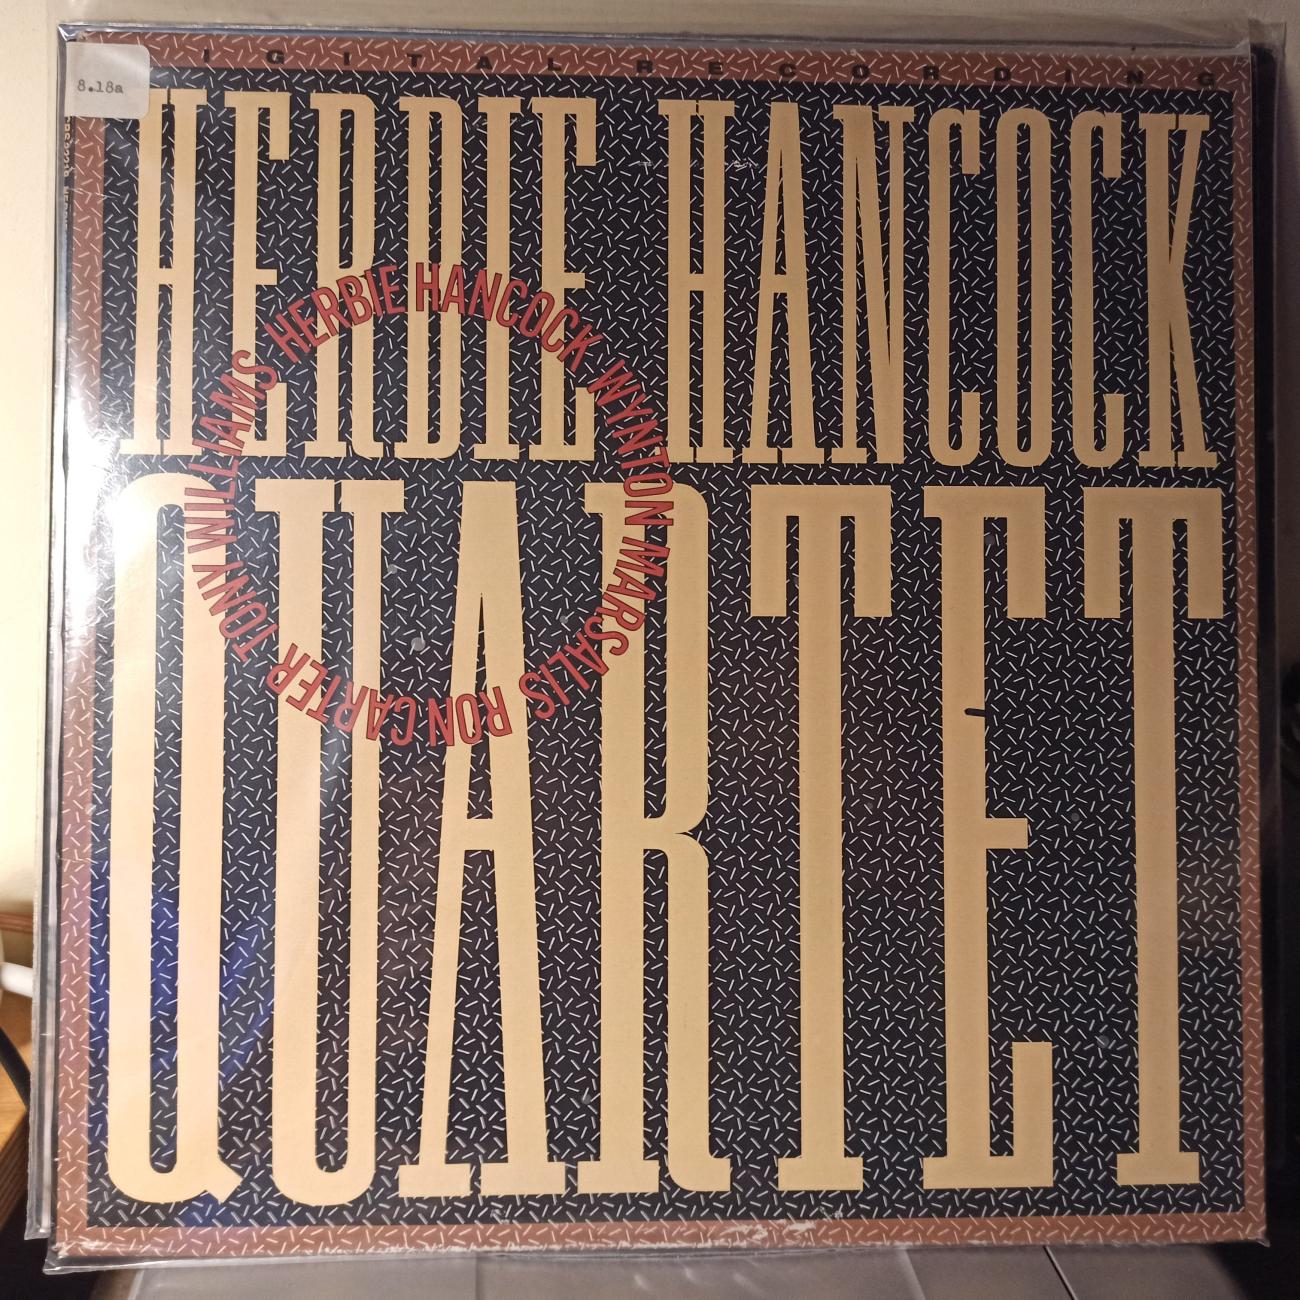 DIGITAL RECORDING
8.18a
HERBIE HANCOCK
QUARTET
HERBIE HANCOCK WYNTON MARSALIS RON CARTER TONY WILLIAMS